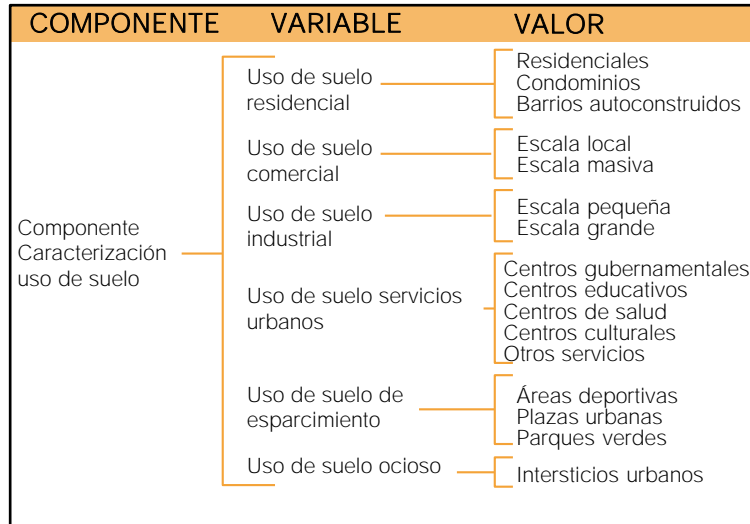 COMPONENTE VARIABLE VALOR
Componente
Caracterización
uso de suelo
Uso de suelo
residencial
Residenciales
Condominios
Barrios autoconstruidos
Uso de suelo
comercial
Escala local
Escala masiva
Uso de suelo
industrial
Escala pequeña
Escala grande
Uso de suelo servicios
urbanos
Centros gubernamentales
Centros educativos
Centros de salud
Centros culturales
Otros servicios
Uso de suelo de
esparcimiento
Áreas deportivas
Plazas urbanas
Parques verdes
Uso de suelo ocioso
Intersticios urbanos